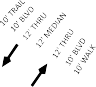 10' TRAIL
10' BLVD
12' THRU
12' MEDIAN
12' THRU
10' BLVD
10' WALK